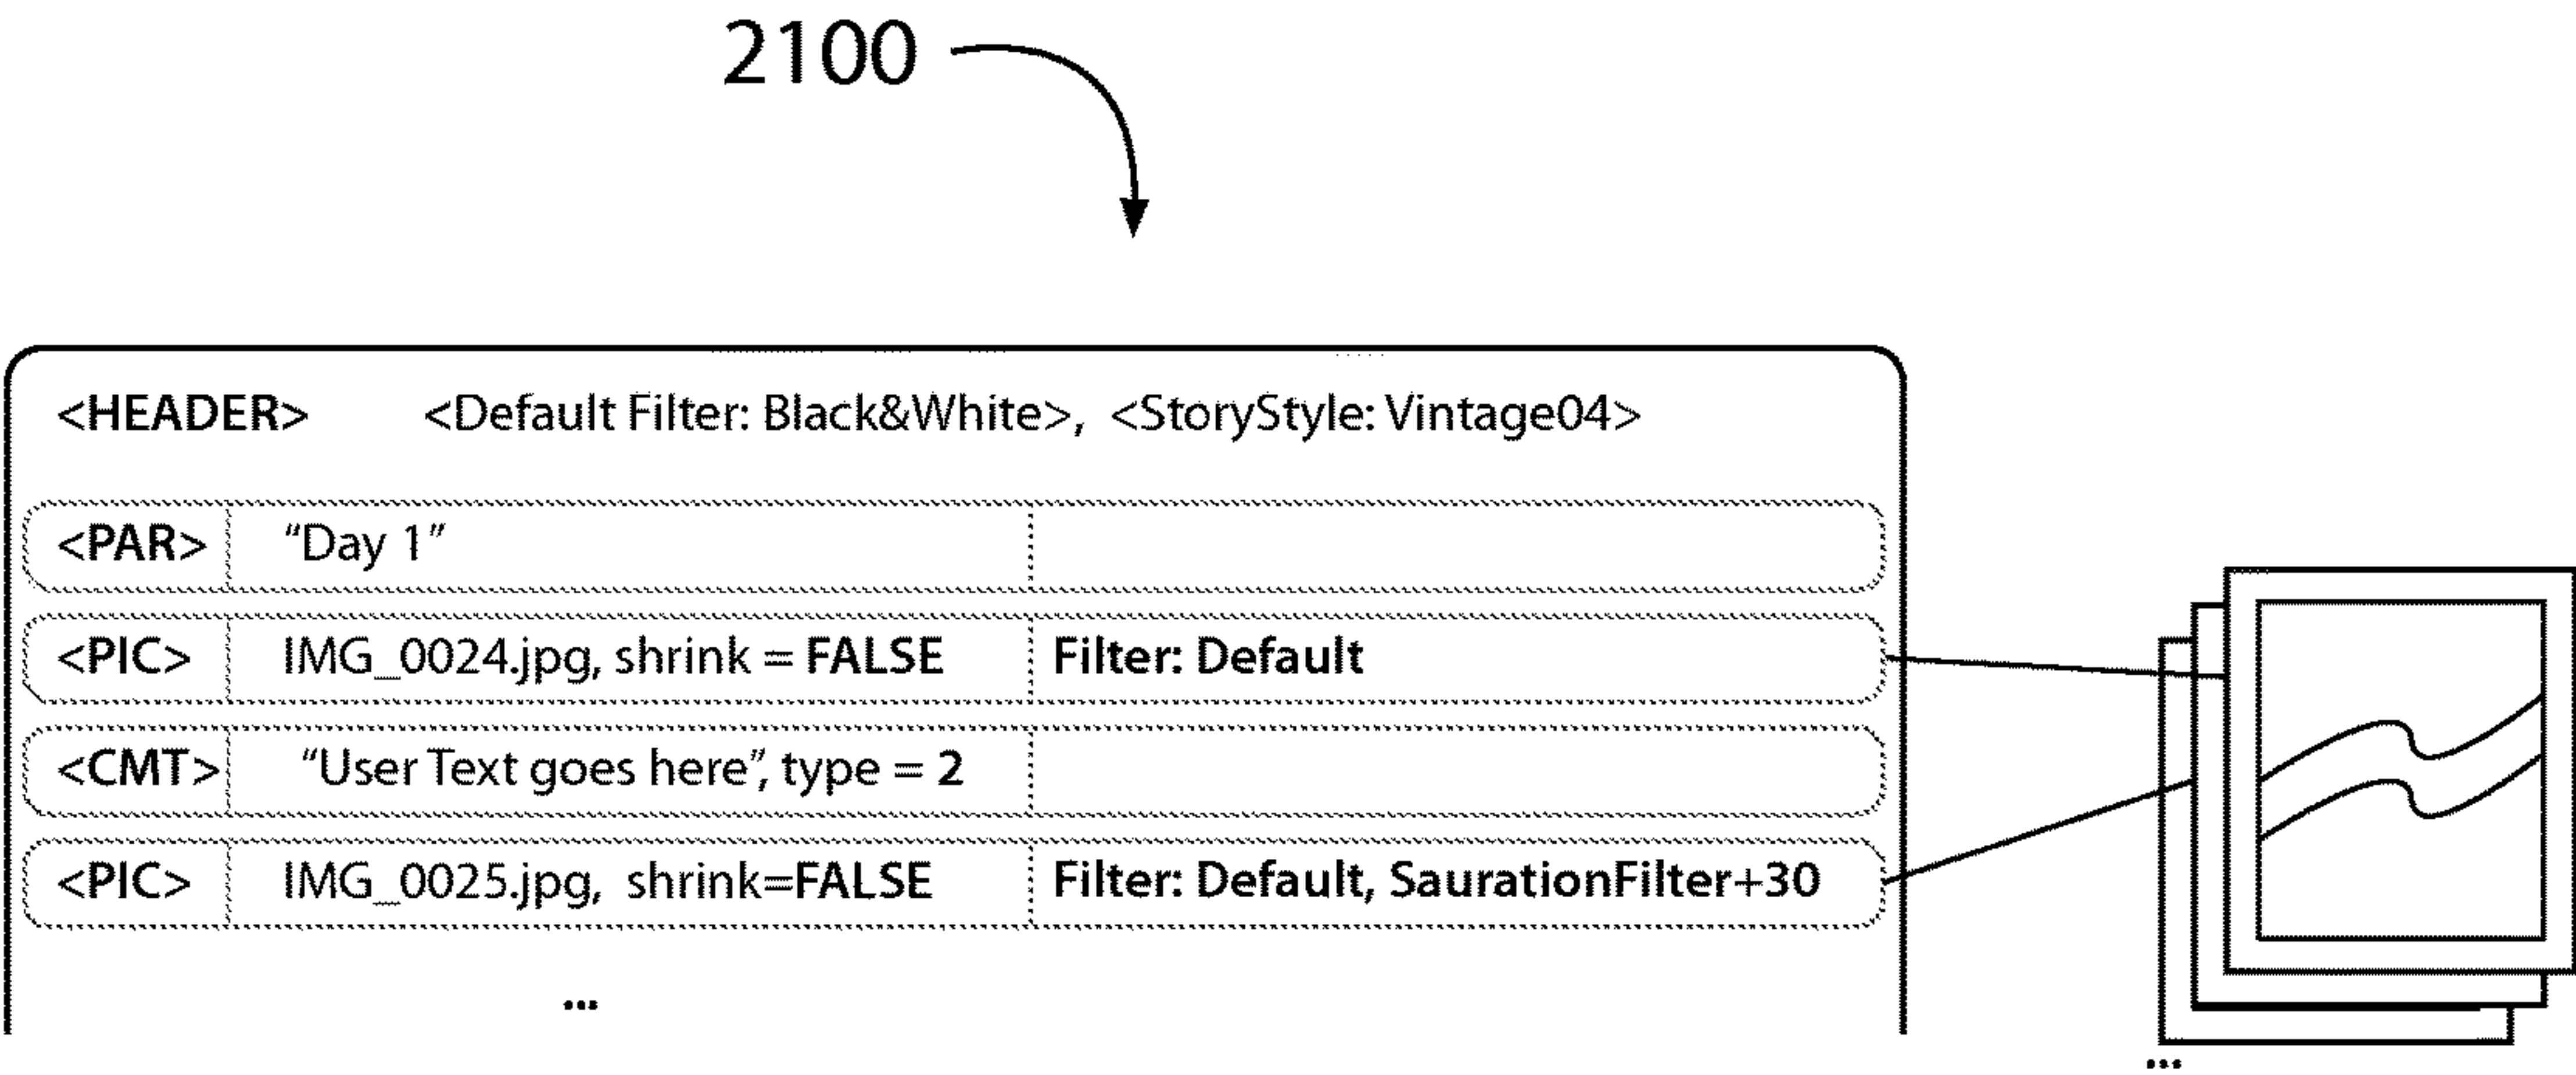 2100
<HEADER> <Default Filter: Black&White>, <StoryStyle: Vintage04>
<PAR> “Day 1”
<PIC> IMG_0024.jpg, shrink = FALSE Filter: Default
<CMT> “User Text goes here”, type = 2
<PIC> IMG_0025.jpg, shrink=FALSE Filter: Default, SaurationFilter+30
...
...